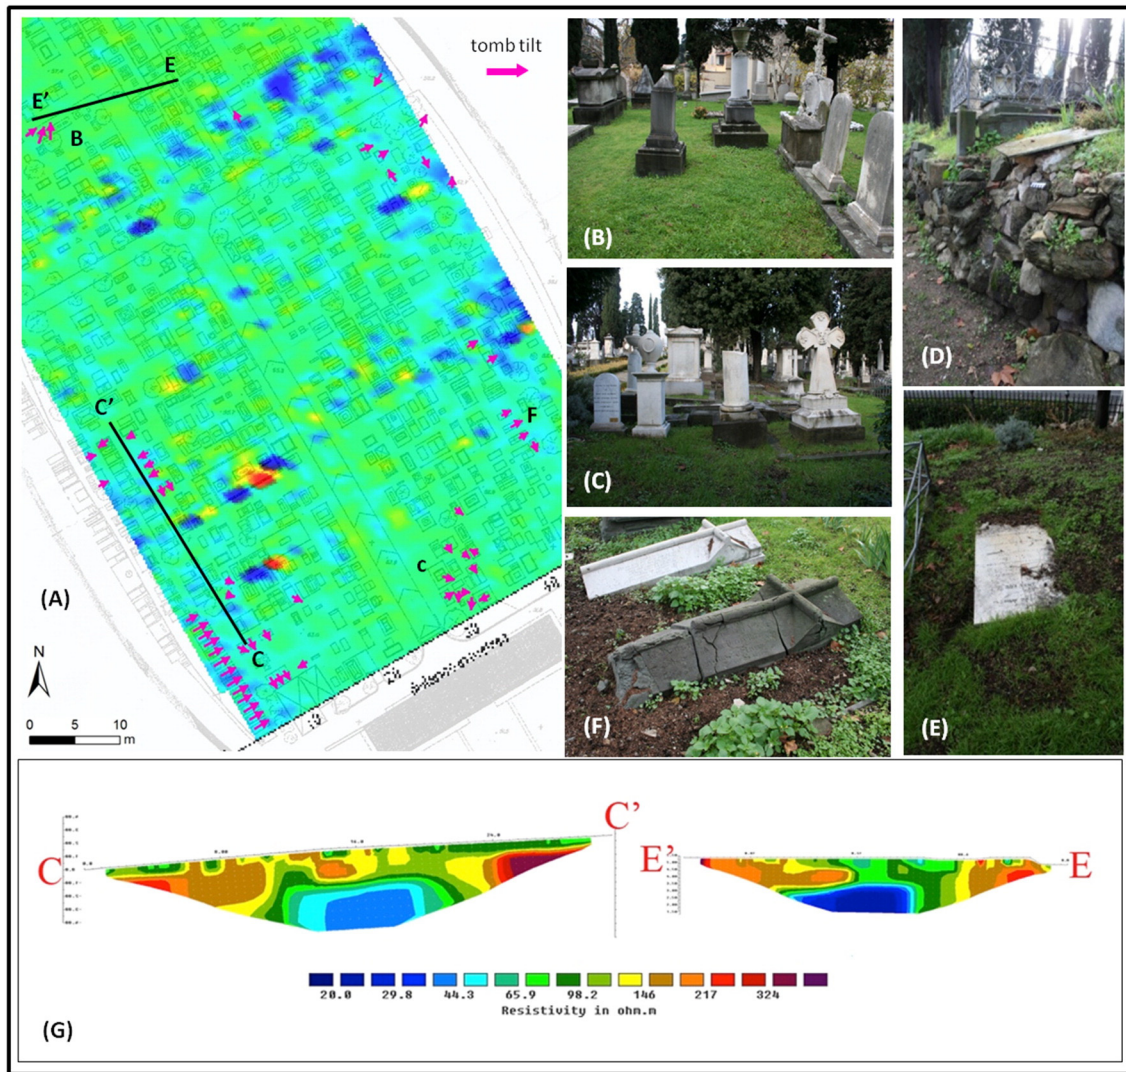 tomb tilt
E
E'
B
C'
F
c
C
(A)
N
0 5 10
m
(B)
(C)
(D)
(E)
(F)
C
C'
E'
E
20.0 29.8 44.3 65.9 98.2 146 217 324
Resistivity in ohm.m
(G)